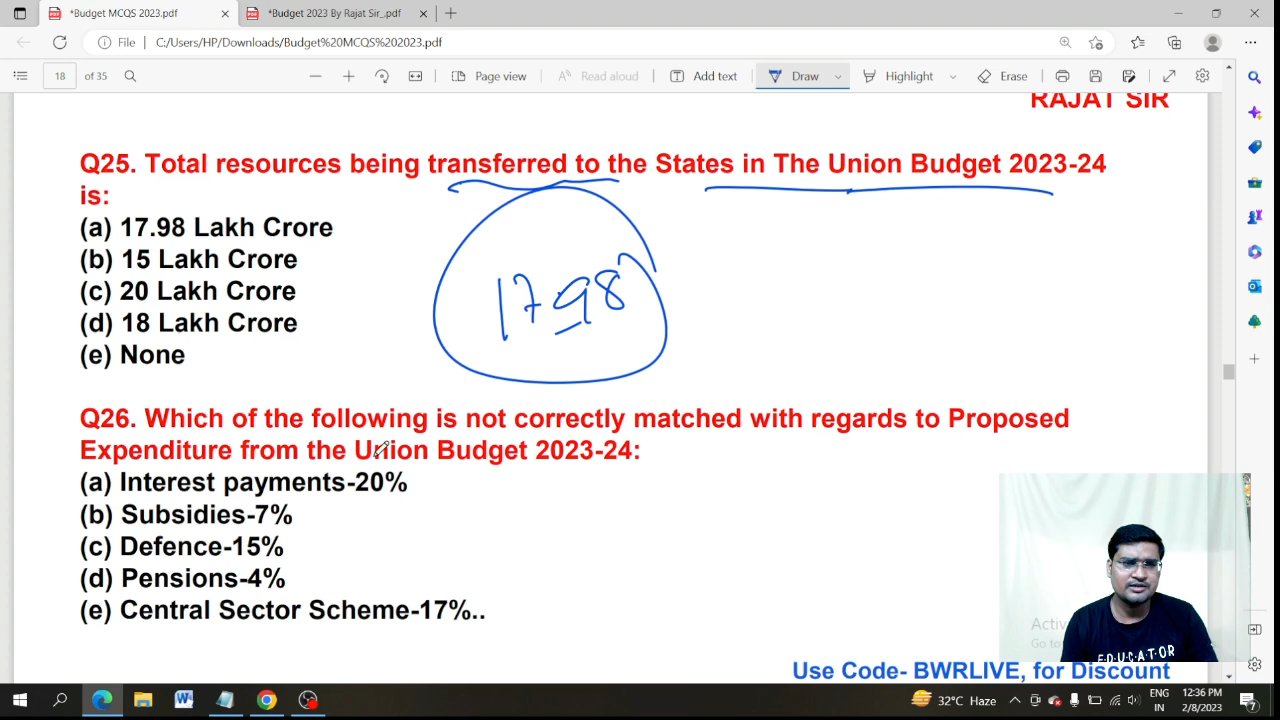 *Budget MCQS 2023.pdf
*Budget 2023 By Rajat Sir_.pdf
File
C:/Users/HP/Downloads/Budget%20MCQS%202023.pdf
18 of 35
Page view
Read aloud
Add text
Draw
Highlight
Erase
RAJAT SIR
Q25. Total resources being transferred to the States in The Union Budget 2023-24
is:
(a) 17.98 Lakh Crore
(b) 15 Lakh Crore
(c) 20 Lakh Crore
(d) 18 Lakh Crore
(e) None
1798
Q26. Which of the following is not correctly matched with regards to Proposed
Expenditure from the Union Budget 2023-24:
(a) Interest payments-20%
(b) Subsidies-7%
(c) Defence-15%
(d) Pensions-4%
(e) Central Sector Scheme-17%..
Activ
Go to
EDUCATOR
Use Code- BWRLIVE, for Discount
32°C Haze
ENG
IN
12:36 PM
2/8/2023
7